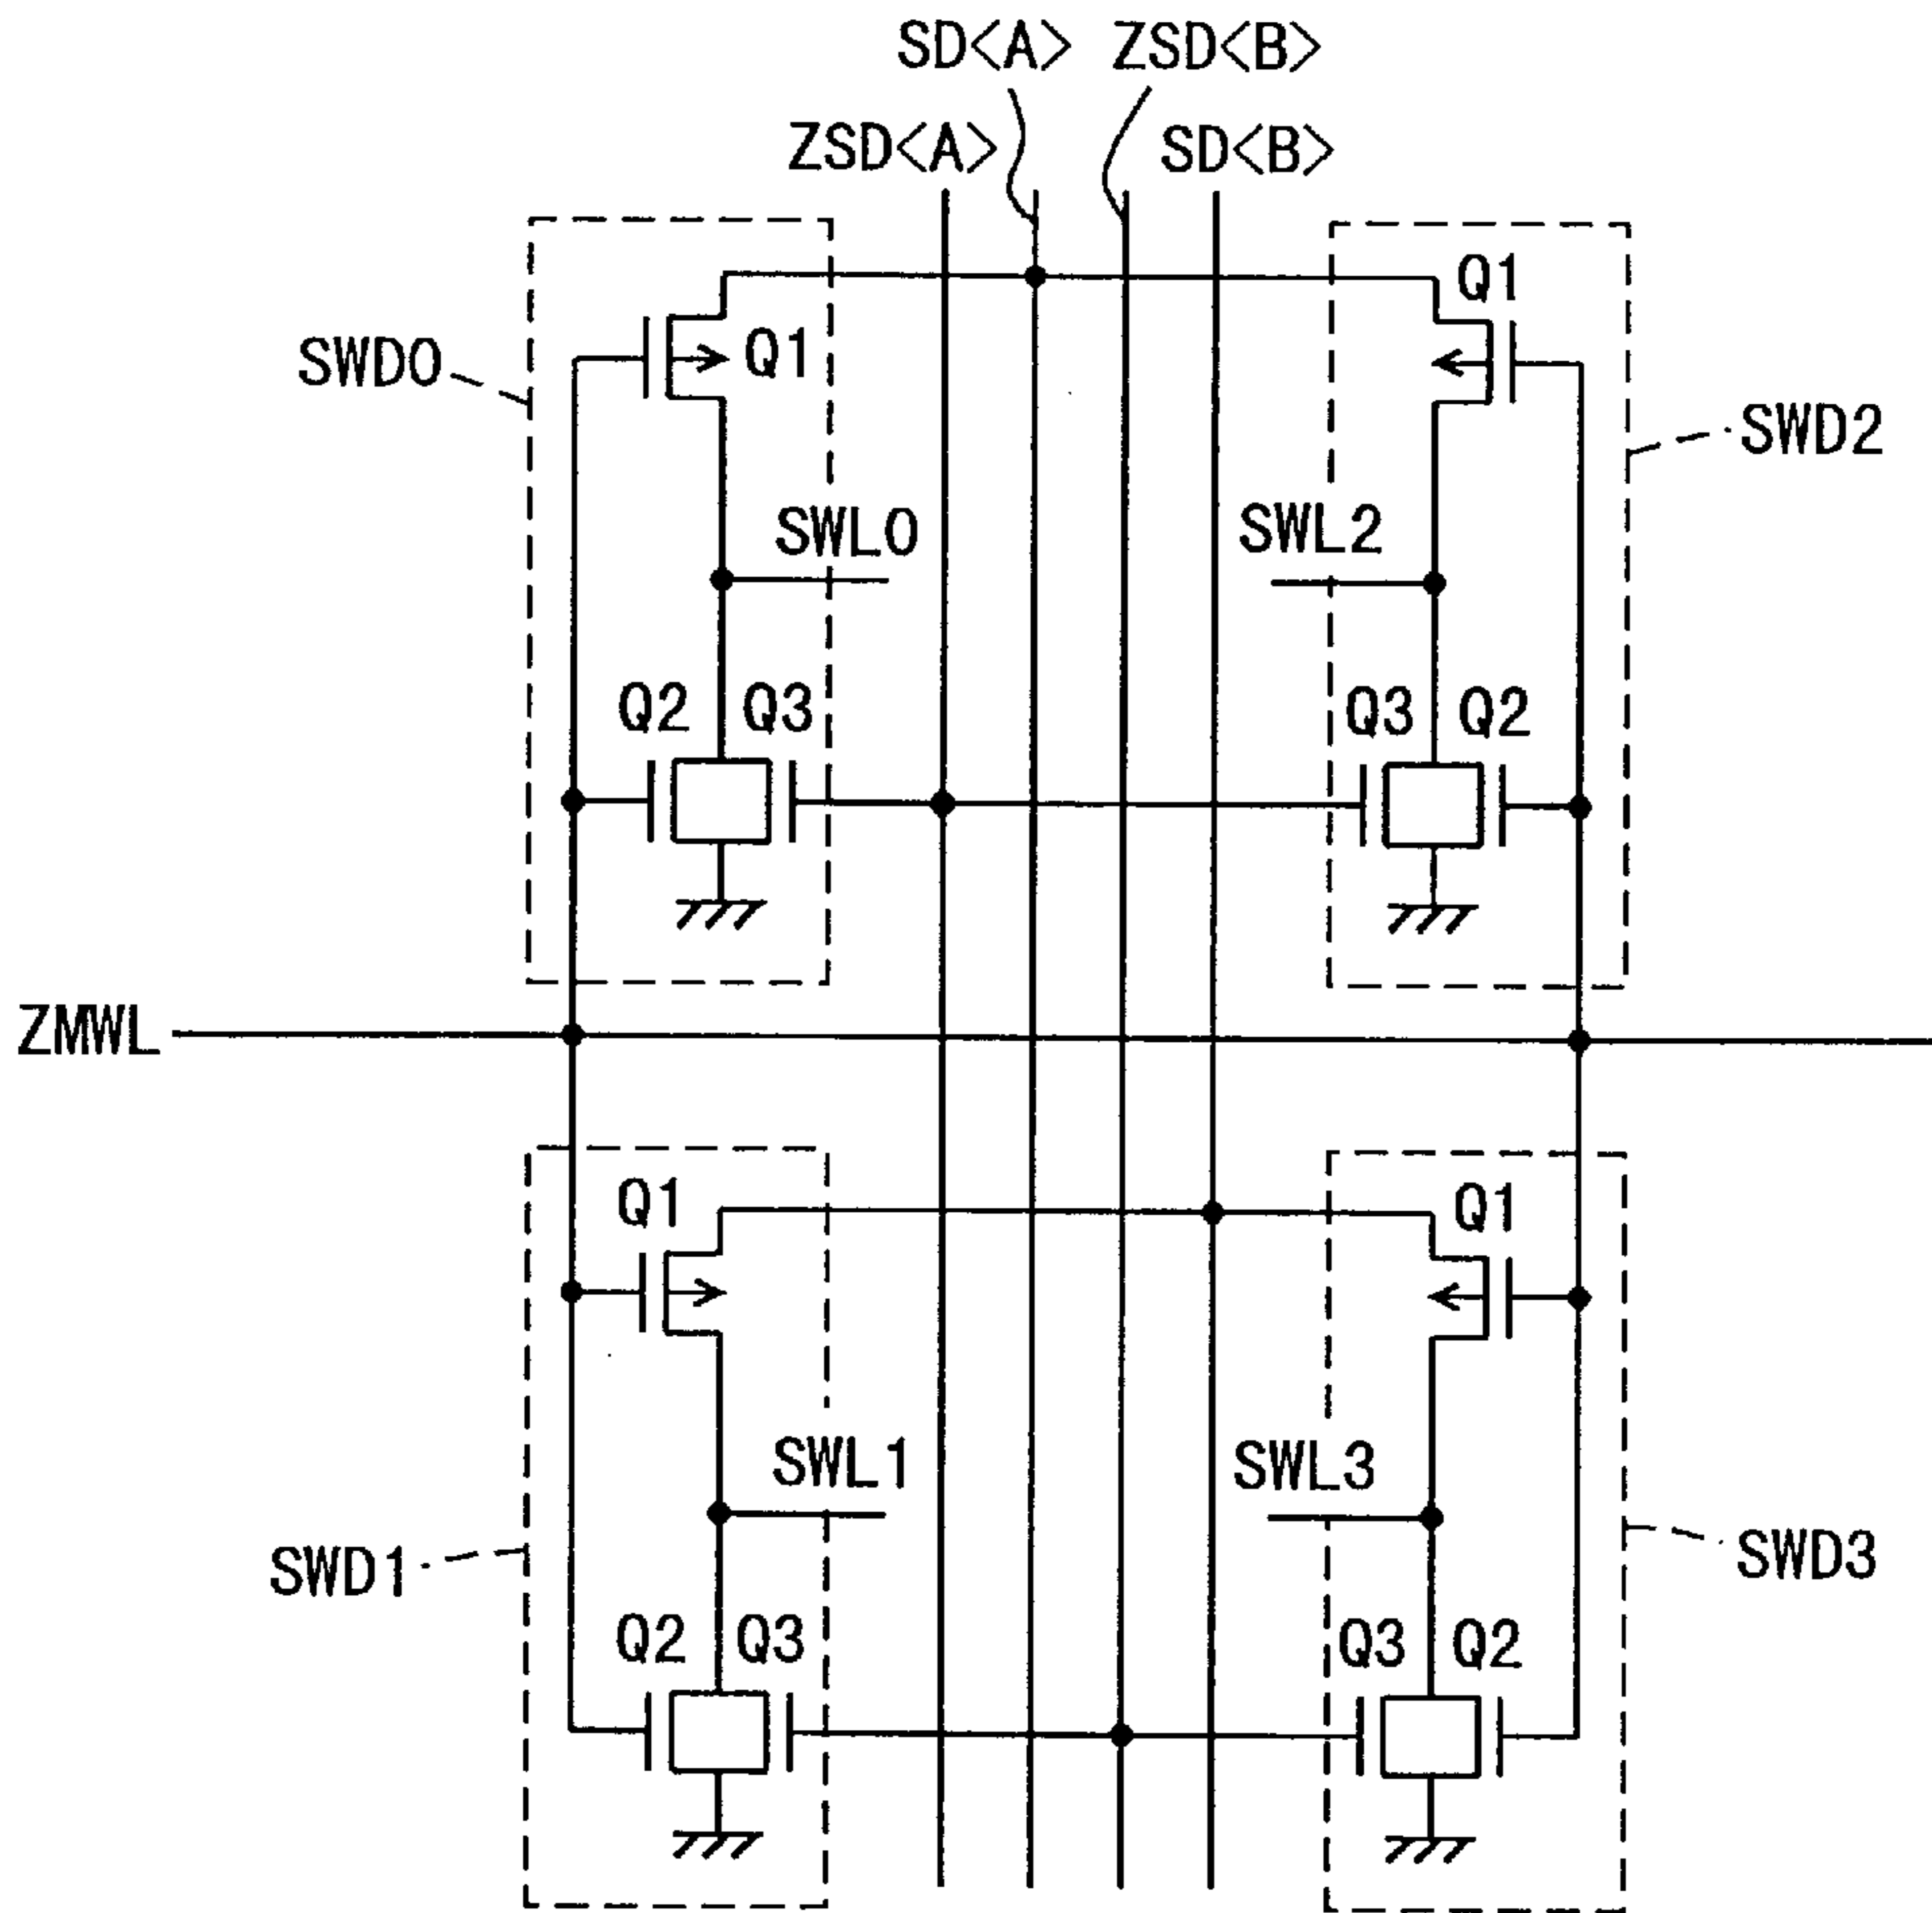 SD<A> ZSD<B>
ZSD<A> SD<B>
Q1
Q1
SWD0
SWD2
SWL0 SWL2
Q2 Q3 Q3 Q2
ZMWL
Q1 Q1
SWL1 SWL3
SWD1 SWD3
Q2 Q3 Q3 Q2